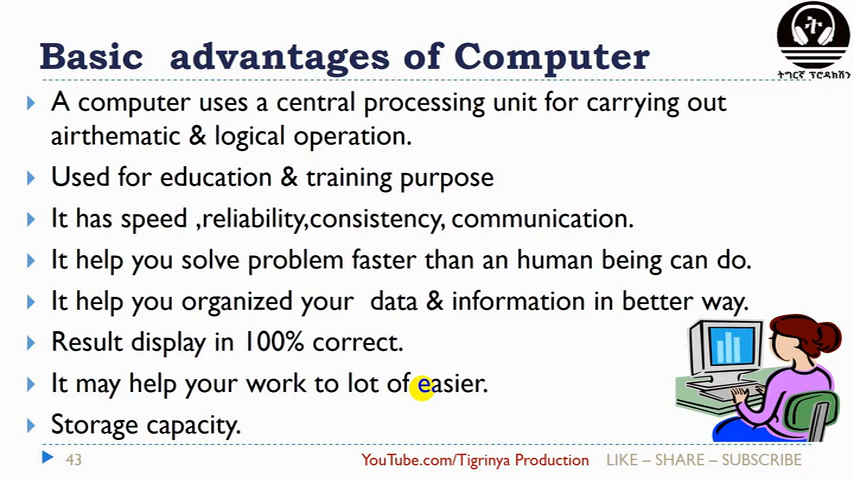 ት
ትግርኛ ፕሮዳክሽን
Basic advantages of Computer
A computer uses a central processing unit for carrying out
airthematic & logical operation.
Used for education & training purpose
It has speed ,reliability,consistency, communication.
It help you solve problem faster than an human being can do.
It help you organized your data & information in better way.
Result display in 100% correct.
It may help your work to lot of easier.
Storage capacity.
43
YouTube.com/Tigrinya Production
LIKE – SHARE – SUBSCRIBE